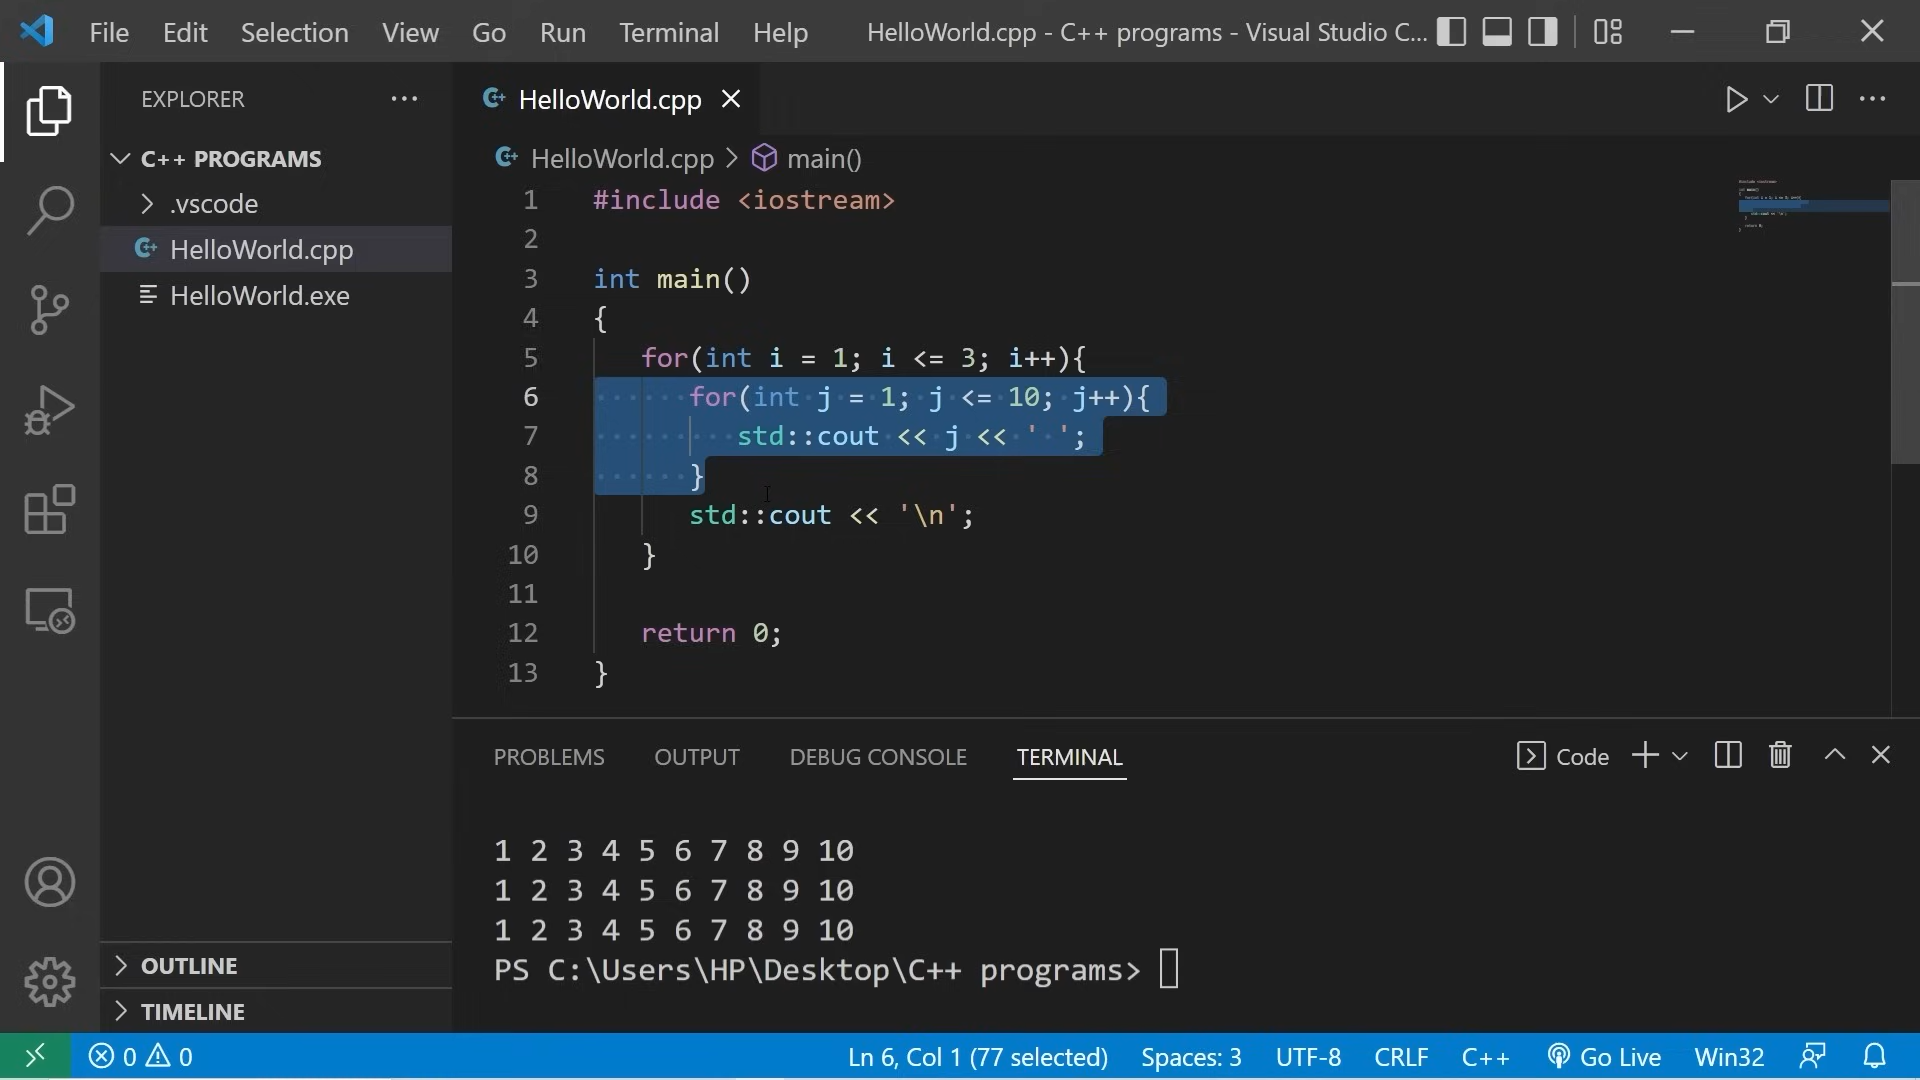 File Edit Selection View Go Run Terminal Help HelloWorld.cpp - C++ programs - Visual Studio C...
EXPLORER
C++ PROGRAMS
.vscode
HelloWorld.cpp
HelloWorld.exe
OUTLINE
TIMELINE
HelloWorld.cpp
HelloWorld.cpp > main()
1 #include <iostream>
2
3 int main()
4 {
5 for(int i = 1; i <= 3; i++){
6 for(int j = 1; j <= 10; j++){
7 std::cout << j << ' ';
8 }
9 std::cout << '\n';
10 }
11
12 return 0;
13 }
PROBLEMS OUTPUT DEBUG CONSOLE TERMINAL Code
1 2 3 4 5 6 7 8 9 10
1 2 3 4 5 6 7 8 9 10
1 2 3 4 5 6 7 8 9 10
PS C:\Users\HP\Desktop\C++ programs>
0 0 Ln 6, Col 1 (77 selected) Spaces: 3 UTF-8 CRLF C++ Go Live Win32